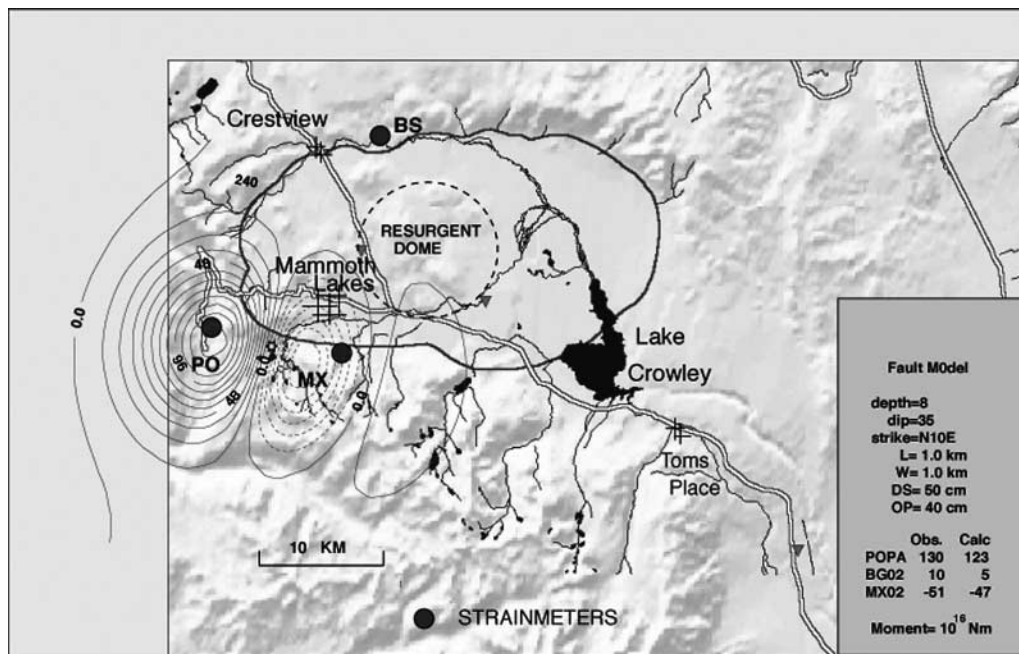 Crestview
BS
240
RESURGENT
DOME
Mammoth
Lakes
48
0.0
PO
96
48
0.0
MX
0.0
Lake
Crowley
Toms
Place
10 KM
STRAINMETERS
Fault M0del
depth=8
dip=35
strike=N10E
L= 1.0 km
W= 1.0 km
DS= 50 cm
OP= 40 cm
Obs. Calc
POPA 130 123
BG02 10 5
MX02 -51 -47
Moment= 10^16 Nm